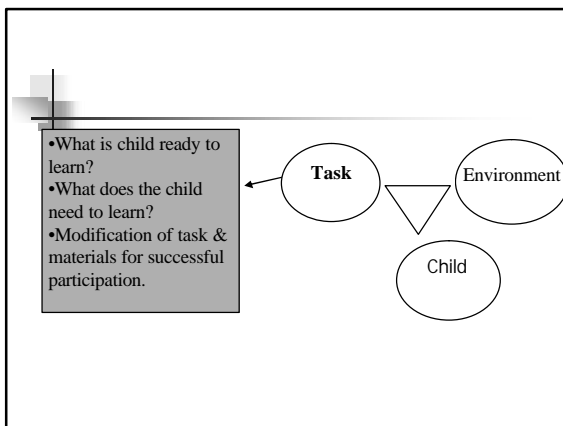 •What is child ready to
learn?
•What does the child
need to learn?
•Modification of task &
materials for successful
participation.
Task
Environment
Child